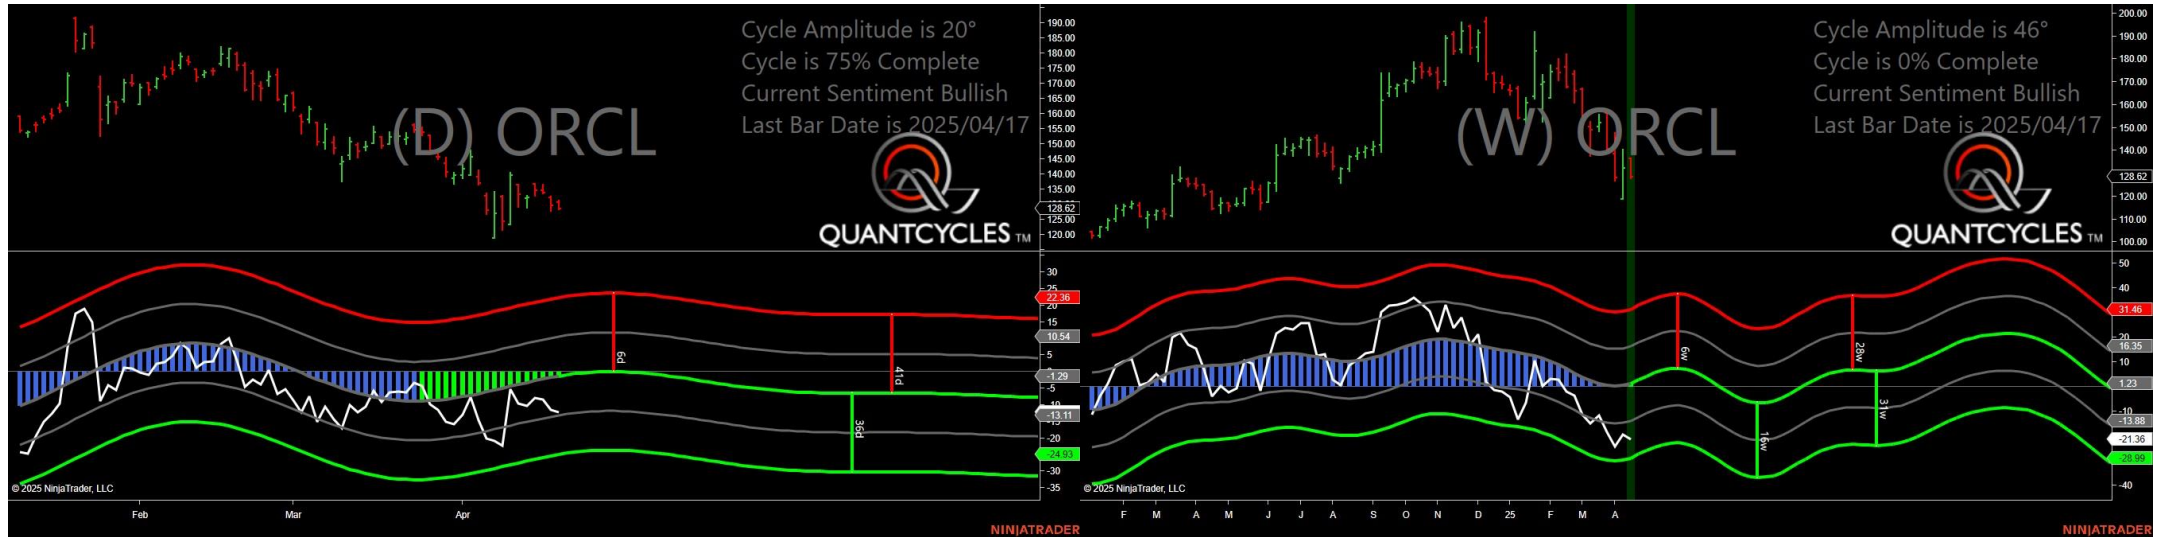 Cycle Amplitude is 20°
Cycle is 75% Complete
Current Sentiment Bullish
Last Bar Date is 2025/04/17
(D) ORCL
QUANTCYCLES TM
190.00
185.00
180.00
175.00
170.00
165.00
160.00
155.00
150.00
145.00
140.00
135.00
128.62
125.00
120.00
30
25
22.36
20
15
10.54
5
-1.29
-5
-10
-13.11
-20
-24.93
-30
-35
6d
41d
36d
© 2025 NinjaTrader, LLC
Feb
Mar
Apr
NINJATRADER
Cycle Amplitude is 46°
Cycle is 0% Complete
Current Sentiment Bullish
Last Bar Date is 2025/04/17
(W) ORCL
QUANTCYCLES TM
200.00
190.00
180.00
170.00
160.00
150.00
140.00
128.62
120.00
110.00
100.00
50
40
31.46
20
16.35
10
1.23
-10
-13.88
-21.36
-28.99
-40
6w
28w
16w
31w
© 2025 NinjaTrader, LLC
F M A M J J A S O N D 25 F M A
NINJATRADER